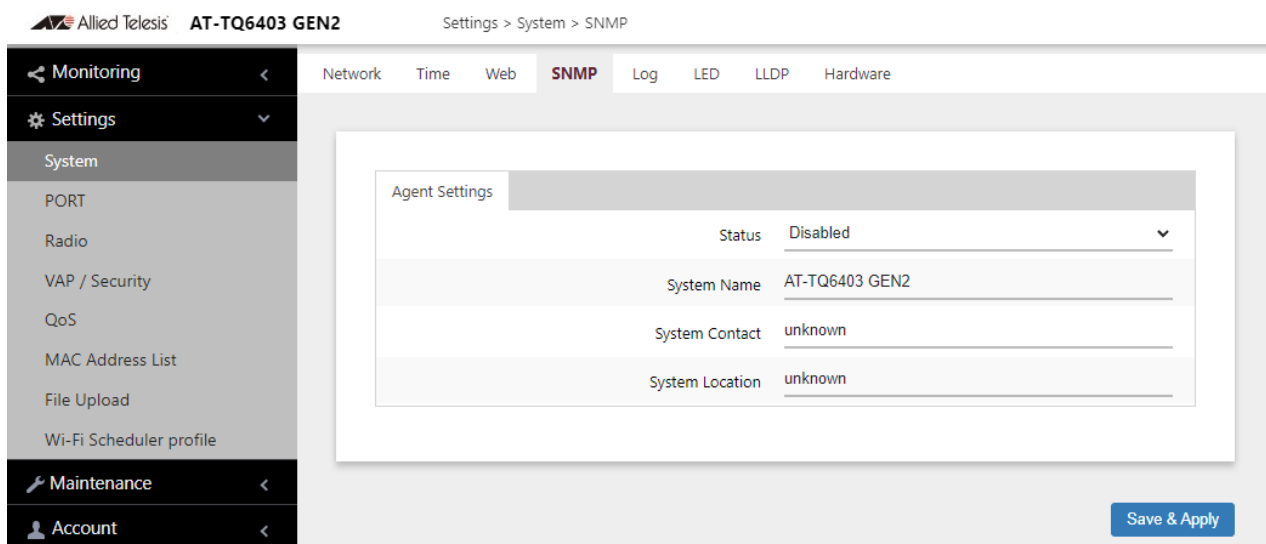 Allied Telesis AT-TQ6403 GEN2 Settings > System > SNMP
Monitoring
Network Time Web SNMP Log LED LLDP Hardware
Settings
System
PORT
Radio
VAP / Security
QoS
MAC Address List
File Upload
Wi-Fi Scheduler profile
Maintenance
Account
Agent Settings
Status Disabled
System Name AT-TQ6403 GEN2
System Contact unknown
System Location unknown
Save & Apply